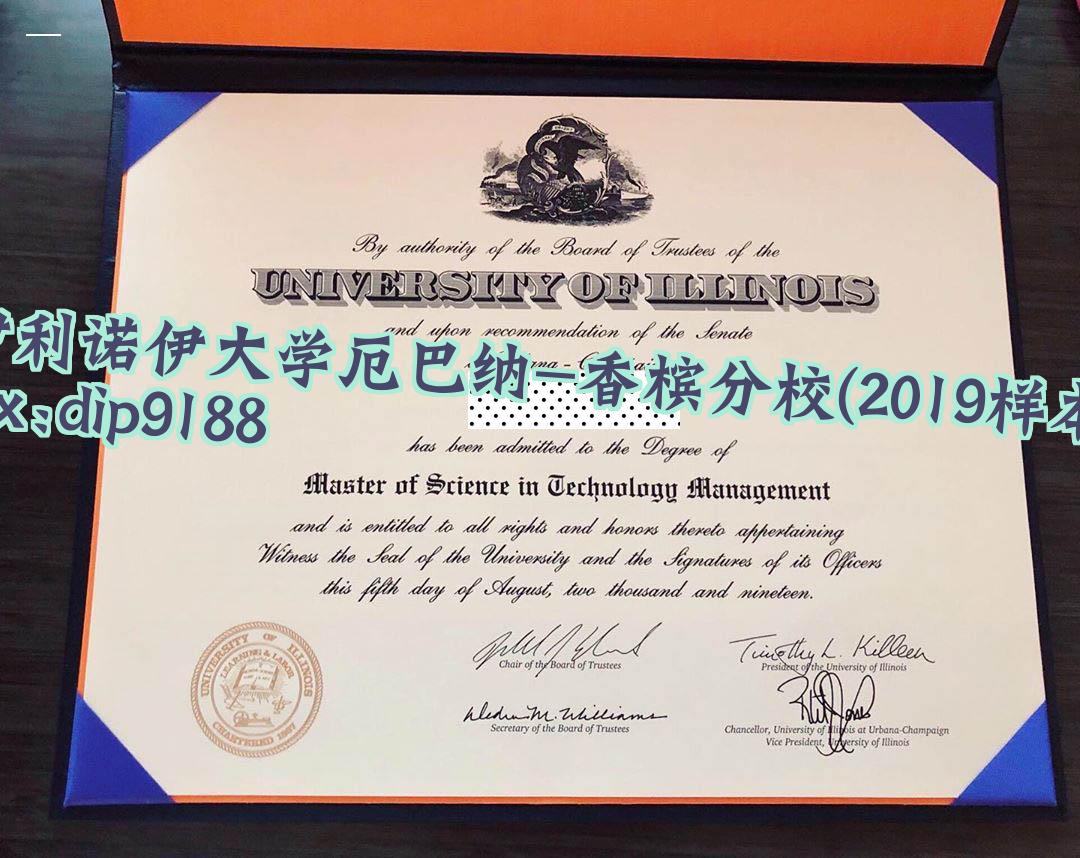 By authority of the Board of Trustees of the
UNIVERSITY OF ILLINOIS
and upon recommendation of the Senate
利诺伊大学厄巴纳—香槟分校(2019样本
x:dip9188
has been admitted to the Degree of
Master of Science in Technology Management
and is entitled to all rights and honors thereto appertaining
Witness the Seal of the University and the Signatures of its Officers
this fifth day of August, two thousand and nineteen.
UNIVERSITY OF ILLINOIS
LEARNING & LABOR
CHARTERED 1867
Chair of the Board of Trustees
Timothy L. Killeen
President of the University of Illinois
Secretary of the Board of Trustees
Chancellor, University of Illinois at Urbana-Champaign
Vice President, University of Illinois